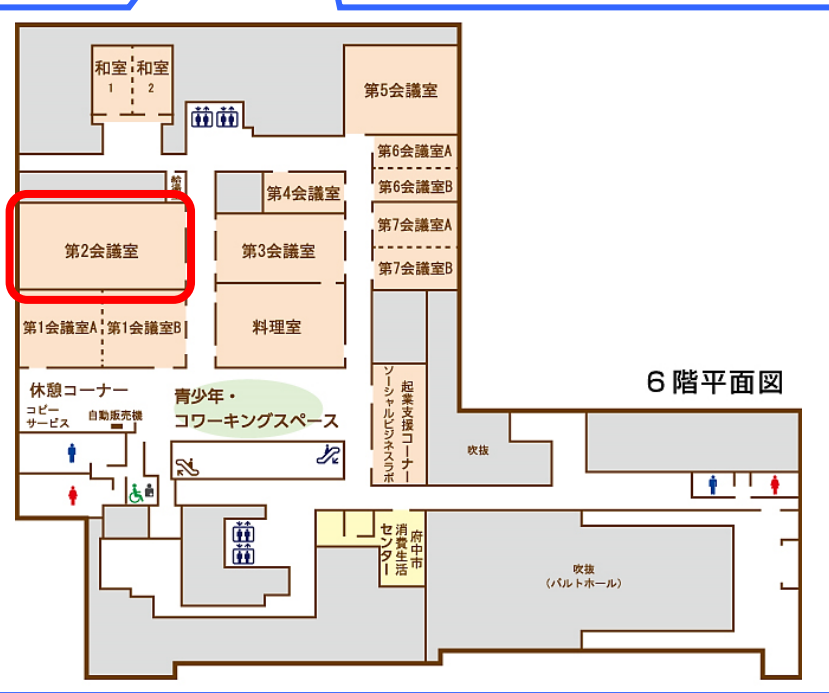 和室
1
和室
2
第5会議室
第6会議室A
第6会議室B
第4会議室
第2会議室
第3会議室
第7会議室A
第7会議室B
第1会議室A
第1会議室B
料理室
6階平面図
休憩コーナー
コピー
サービス
自動販売機
青少年・
コワーキングスペース
起業支援コーナー
ソーシャルビジネスラボ
吹抜
府中市
消費生活
センター
吹抜
(バルトホール)